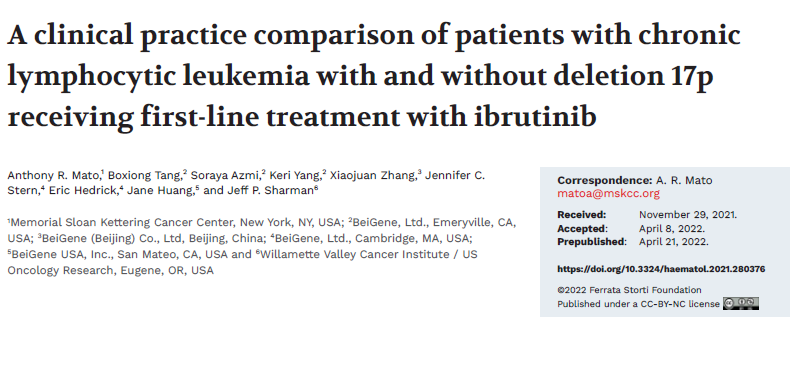 A clinical practice comparison of patients with chronic
lymphocytic leukemia with and without deletion 17p
receiving first-line treatment with ibrutinib
Anthony R. Mato,¹ Boxiong Tang,² Soraya Azmi,² Keri Yang,² Xiaojuan Zhang,³ Jennifer C.
Stern,⁴ Eric Hedrick,⁴ Jane Huang,⁵ and Jeff P. Sharman⁶
¹Memorial Sloan Kettering Cancer Center, New York, NY, USA; ²BeiGene, Ltd., Emeryville, CA,
USA; ³BeiGene (Beijing) Co., Ltd, Beijing, China; ⁴BeiGene, Ltd., Cambridge, MA, USA;
⁵BeiGene USA, Inc., San Mateo, CA, USA and ⁶Willamette Valley Cancer Institute / US
Oncology Research, Eugene, OR, USA
Correspondence: A. R. Mato
matoa@mskcc.org
Received: November 29, 2021.
Accepted: April 8, 2022.
Prepublished: April 21, 2022.
https://doi.org/10.3324/haematol.2021.280376
©2022 Ferrata Storti Foundation
Published under a CC-BY-NC license